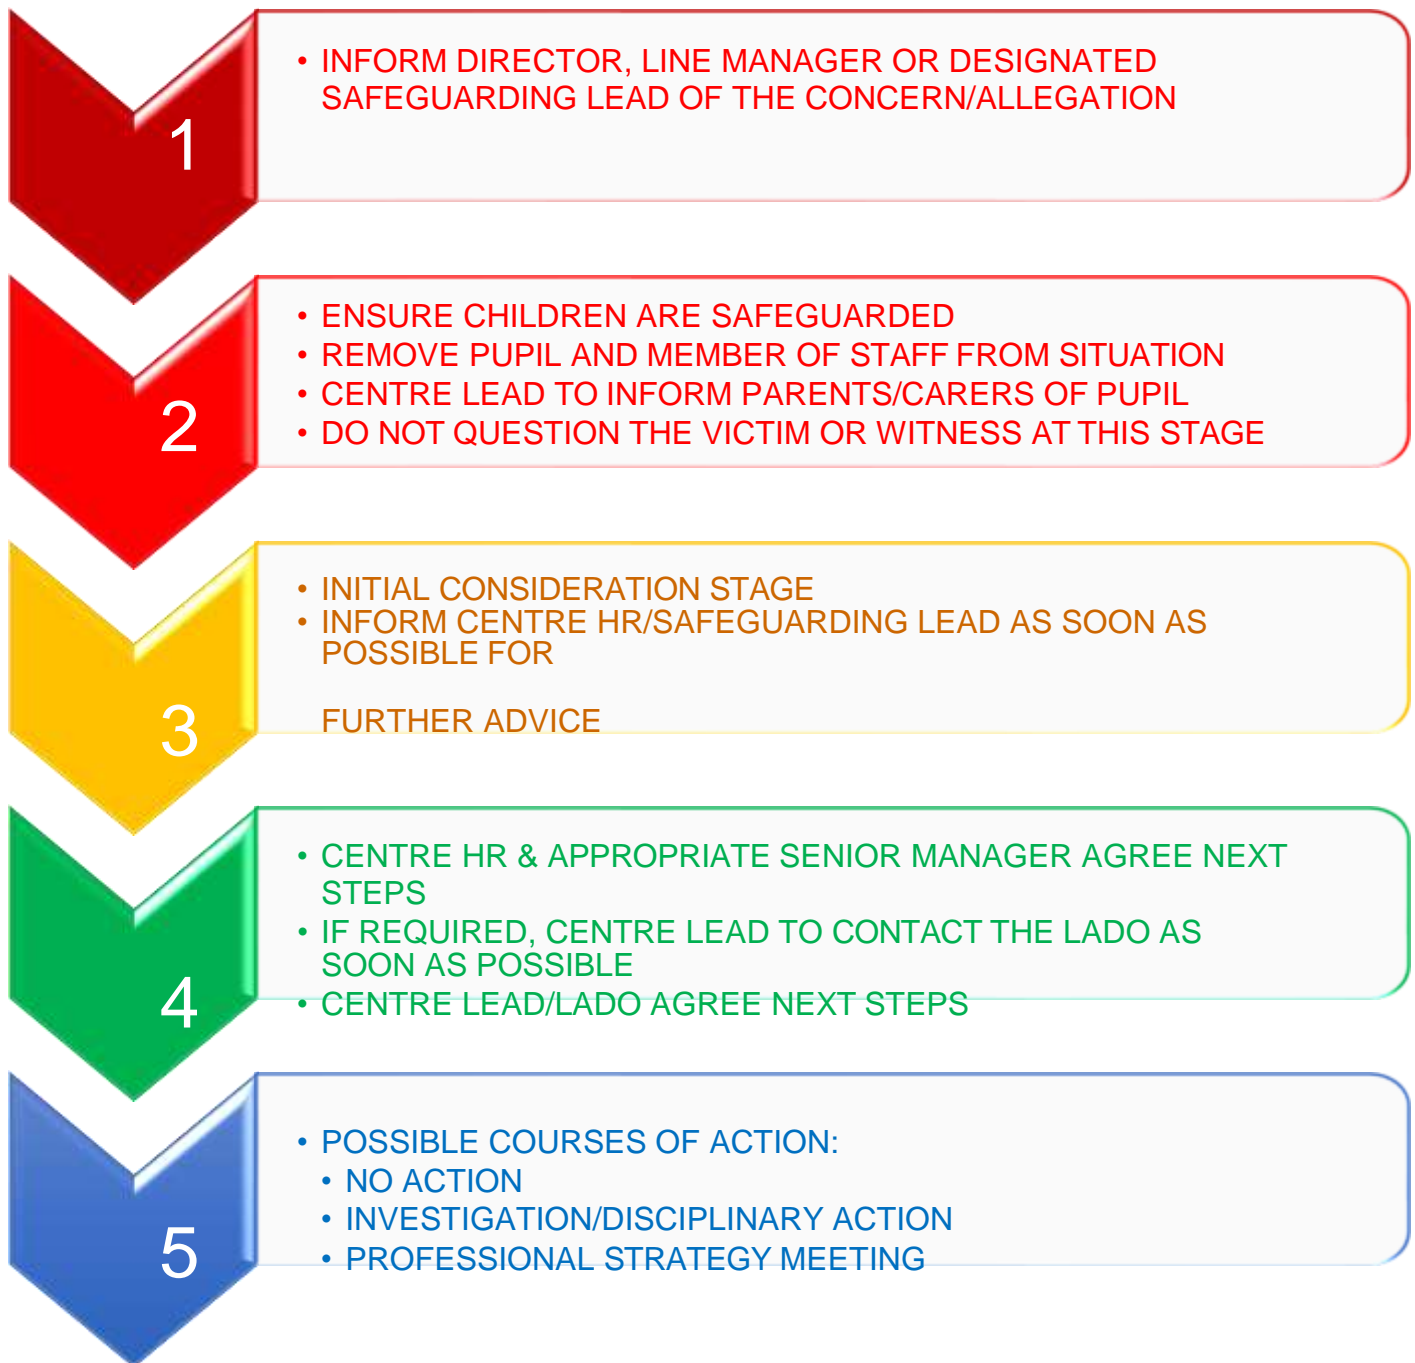 1
• INFORM DIRECTOR, LINE MANAGER OR DESIGNATED
SAFEGUARDING LEAD OF THE CONCERN/ALLEGATION
2
• ENSURE CHILDREN ARE SAFEGUARDED
• REMOVE PUPIL AND MEMBER OF STAFF FROM SITUATION
• CENTRE LEAD TO INFORM PARENTS/CARERS OF PUPIL
• DO NOT QUESTION THE VICTIM OR WITNESS AT THIS STAGE
3
• INITIAL CONSIDERATION STAGE
• INFORM CENTRE HR/SAFEGUARDING LEAD AS SOON AS
POSSIBLE FOR
FURTHER ADVICE
4
• CENTRE HR & APPROPRIATE SENIOR MANAGER AGREE NEXT
STEPS
• IF REQUIRED, CENTRE LEAD TO CONTACT THE LADO AS
SOON AS POSSIBLE
• CENTRE LEAD/LADO AGREE NEXT STEPS
5
• POSSIBLE COURSES OF ACTION:
• NO ACTION
• INVESTIGATION/DISCIPLINARY ACTION
• PROFESSIONAL STRATEGY MEETING